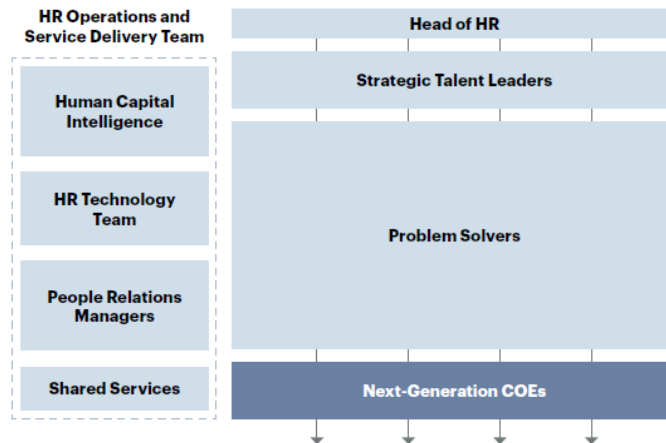 HR Operations and
Service Delivery Team
Human Capital
Intelligence
HR Technology
Team
People Relations
Managers
Shared Services
Head of HR
Strategic Talent Leaders
Problem Solvers
Next-Generation COEs